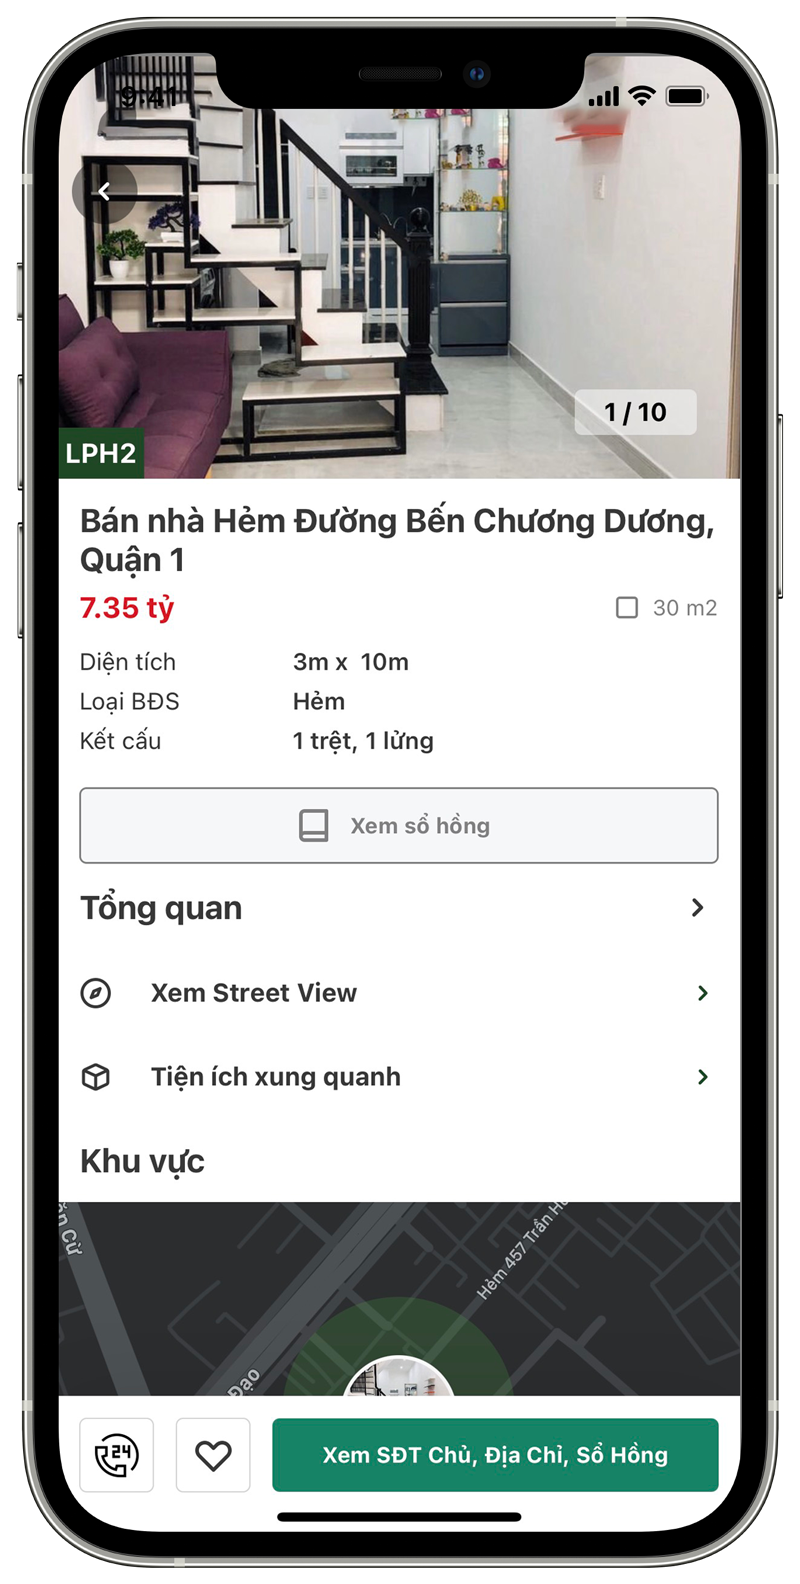 9:41
1 / 10
LPH2
Bán nhà Hẻm Đường Bến Chương Dương,
Quận 1
7.35 tỷ
30 m2
Diện tích 3m x 10m
Loại BĐS Hẻm
Kết cấu 1 trệt, 1 lửng
Xem sổ hồng
Tổng quan
Xem Street View
Tiện ích xung quanh
Khu vực
Cừ
Hẻm 457 Trần
Đạo
24
Xem SĐT Chủ, Địa Chỉ, Sổ Hồng